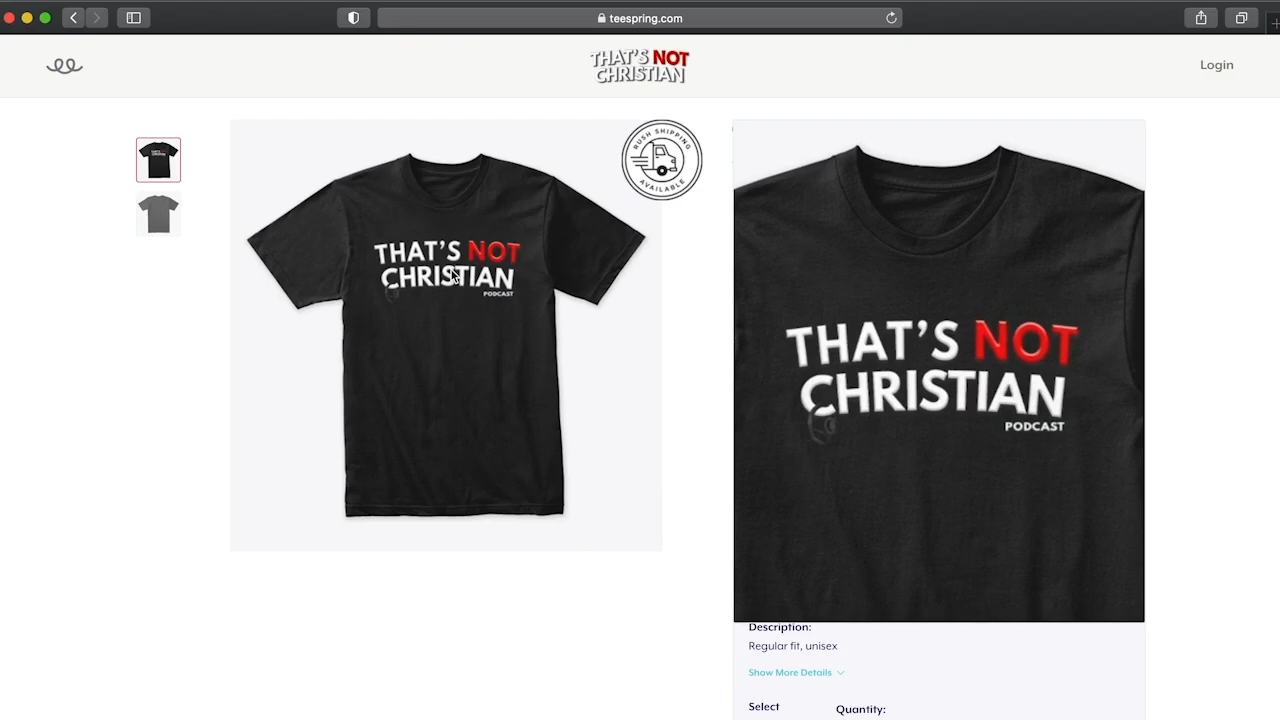 teespring.com
THAT'S NOT
CHRISTIAN
Login
RUSH SHIPPING
AVAILABLE
THAT'S NOT
CHRISTIAN
PODCAST
THAT'S NOT
CHRISTIAN
PODCAST
Description:
Regular fit, unisex
Show More Details
Select
Quantity: